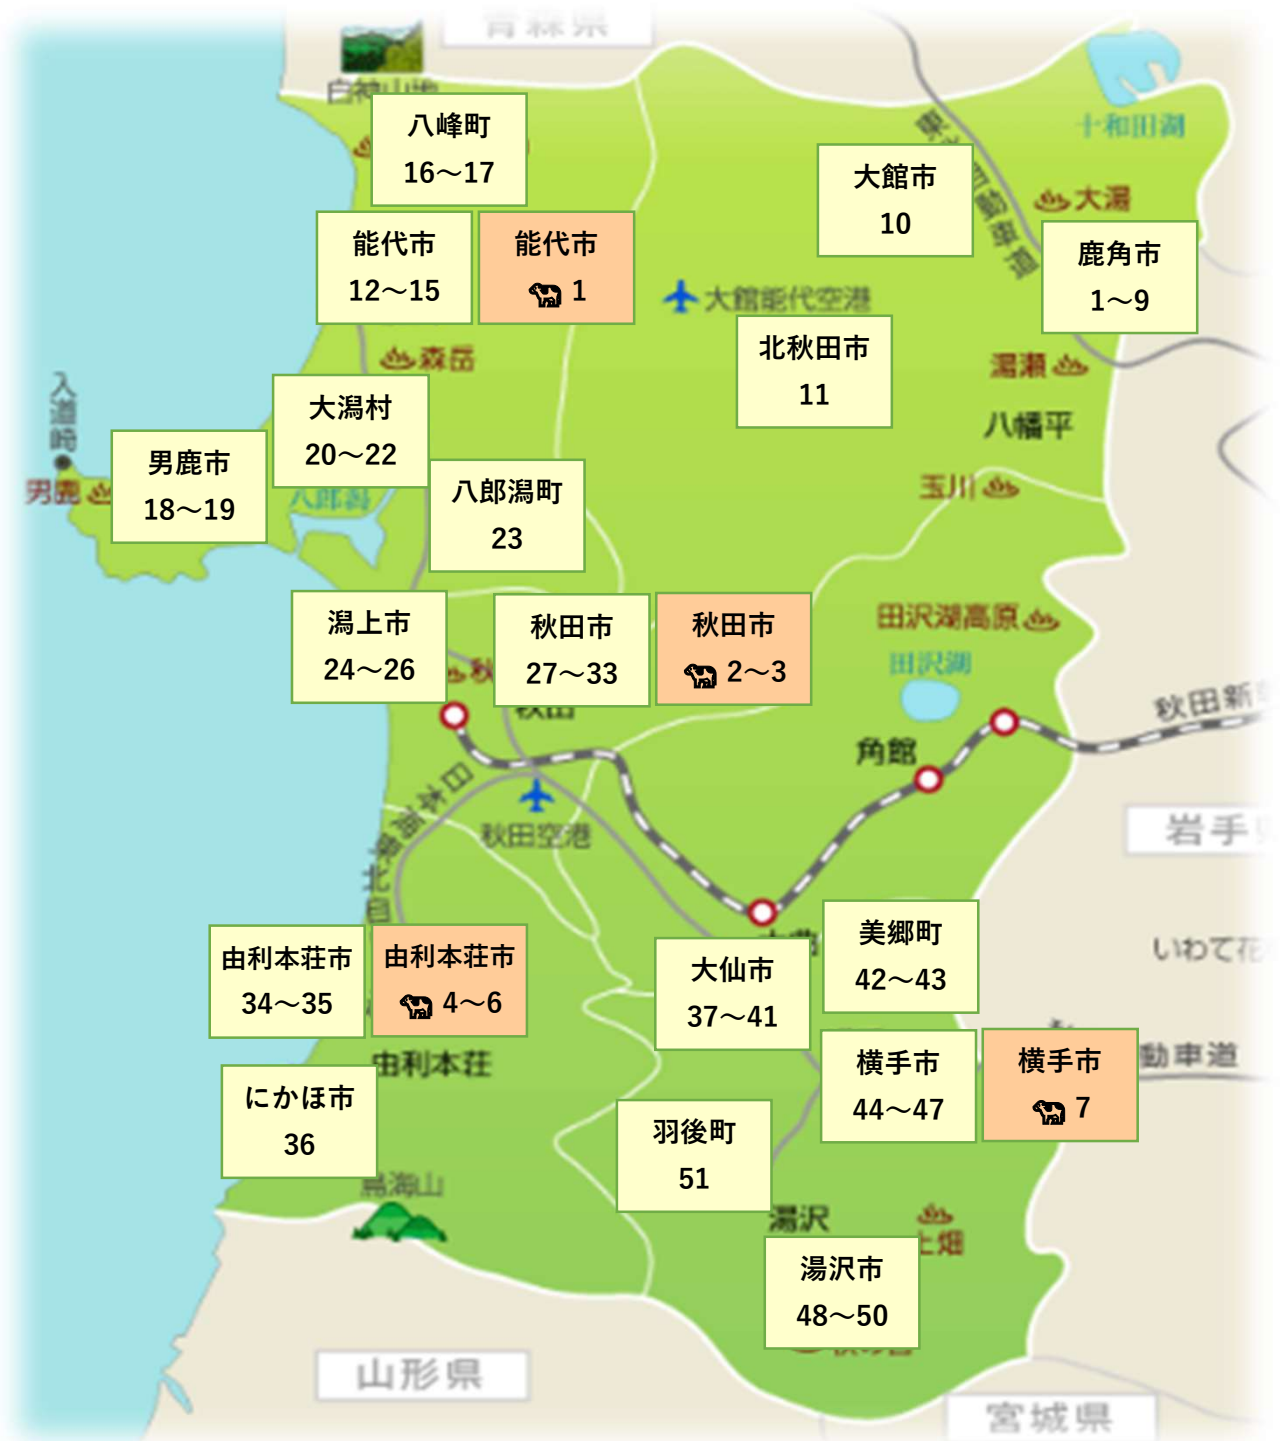 青森県
白神山地
八峰町
16～17
十和田湖
大館市
10
大湯
能代市
12～15
能代市
1
鹿角市
1～9
大館能代空港
北秋田市
11
森岳
湯瀬
八幡平
入道崎
大潟村
20～22
男鹿市
18～19
男鹿
八郎潟
八郎潟町
23
玉川
潟上市
24～26
秋田市
27～33
秋田市
2～3
田沢湖高原
田沢湖
秋
秋田
秋田新
角館
日本海東北自
秋田空港
岩手
美郷町
42～43
いわて花
由利本荘市
34～35
由利本荘市
4～6
大仙市
37～41
横手市
44～47
横手市
7
動車道
由利本荘
にかほ市
36
羽後町
51
鳥海山
湯沢
湯沢市
48～50
畑
山形県
宮城県